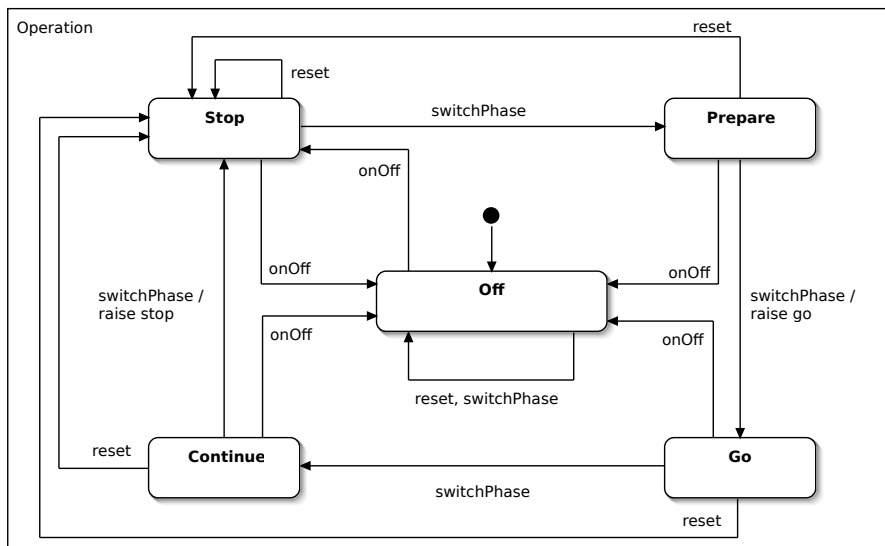 Operation
reset
reset
Stop
switchPhase
Prepare
onOff
onOff
onOff
Off
switchPhase /
raise stop
switchPhase /
raise go
onOff
onOff
reset, switchPhase
reset
Continue
Go
switchPhase
reset